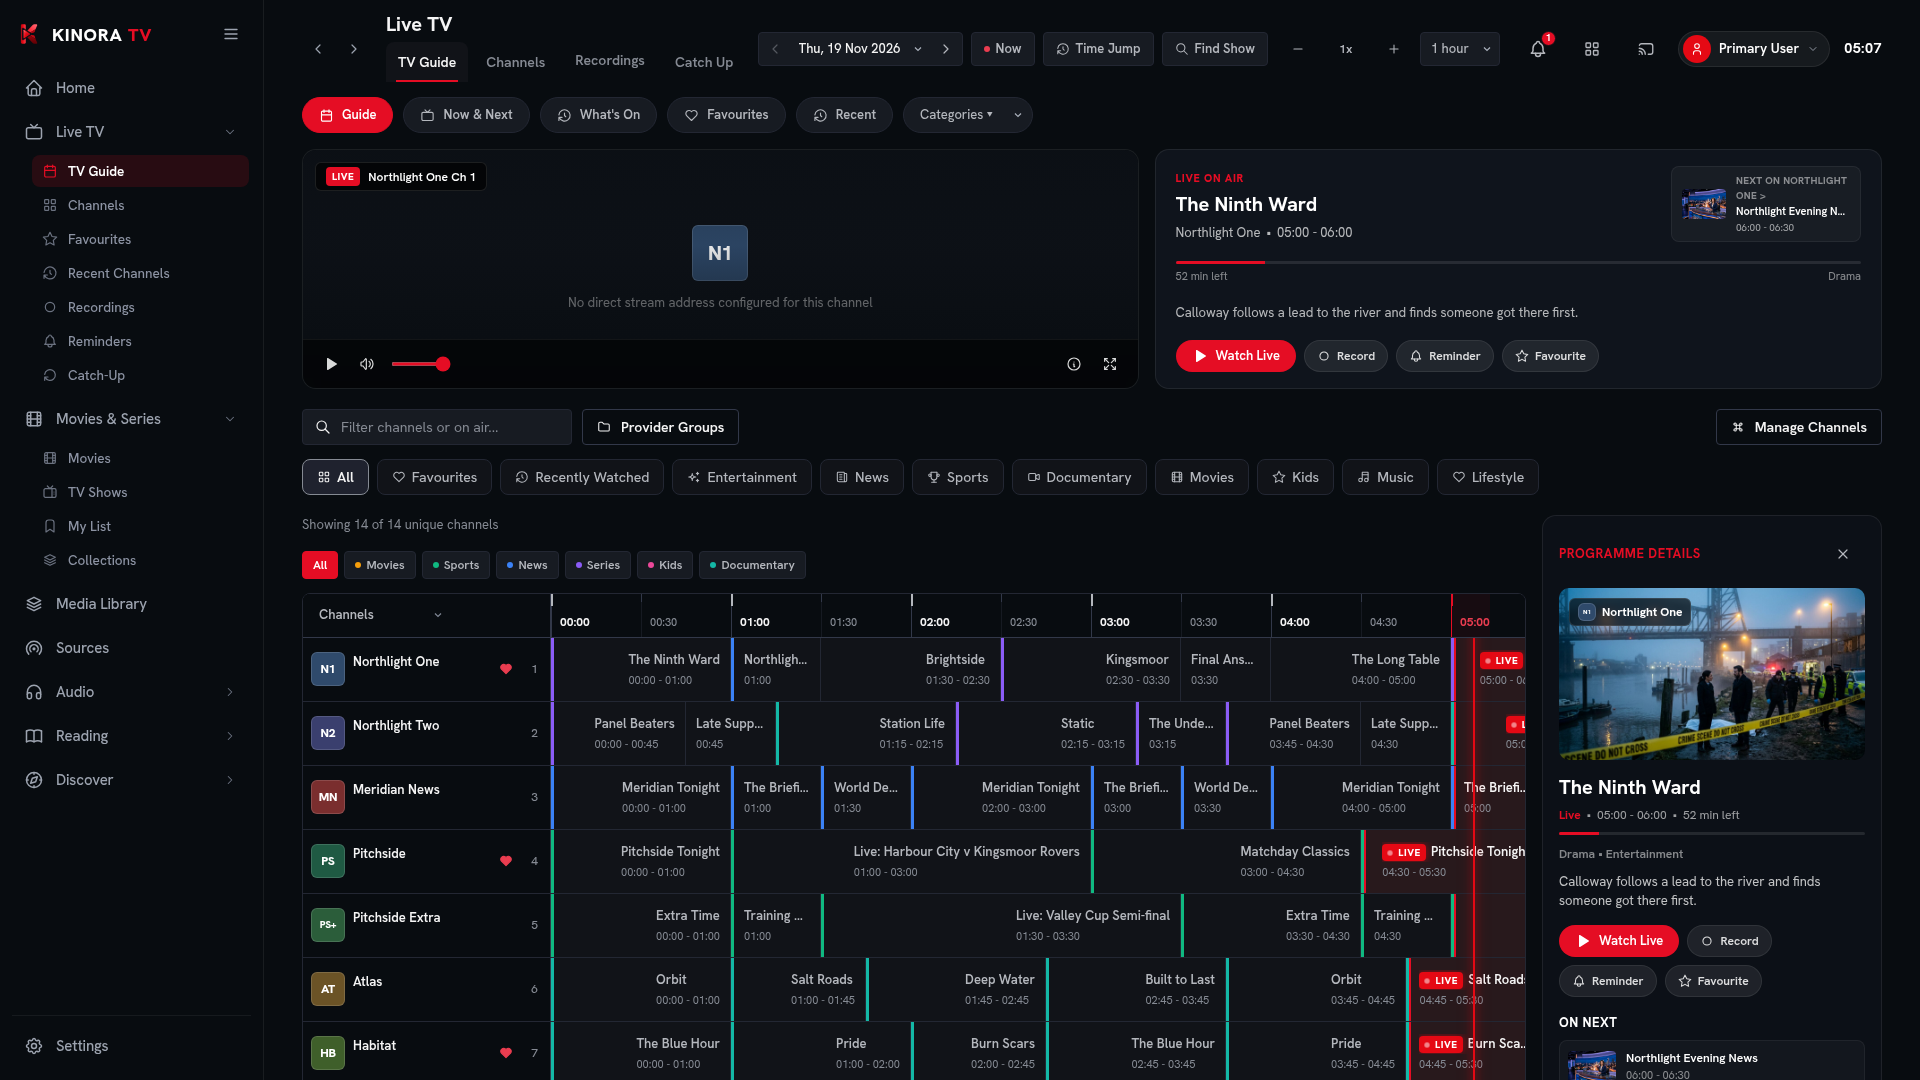 KINORA TV
Home
Live TV
TV Guide
Channels
Favourites
Recent Channels
Recordings
Reminders
Catch-Up
Movies & Series
Movies
TV Shows
My List
Collections
Media Library
Sources
Audio
Reading
Discover
Settings
Live TV
TV Guide
Channels
Recordings
Catch Up
Thu, 19 Nov 2026
Now
Time Jump
Find Show
1x
1 hour
1
Primary User
05:07
Guide
Now & Next
What's On
Favourites
Recent
Categories ▾
LIVE Northlight One Ch 1
N1
No direct stream address configured for this channel
LIVE ON AIR
The Ninth Ward
Northlight One • 05:00 - 06:00
NEXT ON NORTHLIGHT
ONE >
Northlight Evening N...
06:00 - 06:30
52 min left
Drama
Calloway follows a lead to the river and finds someone got there first.
Watch Live
Record
Reminder
Favourite
Filter channels or on air...
Provider Groups
Manage Channels
All
Favourites
Recently Watched
Entertainment
News
Sports
Documentary
Movies
Kids
Music
Lifestyle
Showing 14 of 14 unique channels
All
Movies
Sports
News
Series
Kids
Documentary
Channels
00:00
00:30
01:00
01:30
02:00
02:30
03:00
03:30
04:00
04:30
05:00
N1 Northlight One 1
The Ninth Ward
00:00 - 01:00
Northligh...
01:00
Brightside
01:30 - 02:30
Kingsmoor
02:30 - 03:30
Final Ans...
03:30
The Long Table
04:00 - 05:00
LIVE
05:00 - 06
N2 Northlight Two 2
Panel Beaters
00:00 - 00:45
Late Supp...
00:45
Station Life
01:15 - 02:15
Static
02:15 - 03:15
The Unde...
03:15
Panel Beaters
03:45 - 04:30
Late Supp...
04:30
L
05:0
MN Meridian News 3
Meridian Tonight
00:00 - 01:00
The Briefi...
01:00
World De...
01:30
Meridian Tonight
02:00 - 03:00
The Briefi...
03:00
World De...
03:30
Meridian Tonight
04:00 - 05:00
The Briefi...
05:00
PS Pitchside 4
Pitchside Tonight
00:00 - 01:00
Live: Harbour City v Kingsmoor Rovers
01:00 - 03:00
Matchday Classics
03:00 - 04:30
LIVE Pitchside Tonigh
04:30 - 05:30
PS+ Pitchside Extra 5
Extra Time
00:00 - 01:00
Training ...
01:00
Live: Valley Cup Semi-final
01:30 - 03:30
Extra Time
03:30 - 04:30
Training ...
04:30
AT Atlas 6
Orbit
00:00 - 01:00
Salt Roads
01:00 - 01:45
Deep Water
01:45 - 02:45
Built to Last
02:45 - 03:45
Orbit
03:45 - 04:45
LIVE Salt Roads
04:45 - 05:30
HB Habitat 7
The Blue Hour
00:00 - 01:00
Pride
01:00 - 02:00
Burn Scars
02:00 - 02:45
The Blue Hour
02:45 - 03:45
Pride
03:45 - 04:45
LIVE Burn Sca...
04:45 - 05:30
PROGRAMME DETAILS
N1 Northlight One
CRIME SCENE DO NOT CROSS
SCENE DO NOT CROSS
The Ninth Ward
Live • 05:00 - 06:00 • 52 min left
Drama • Entertainment
Calloway follows a lead to the river and finds
someone got there first.
Watch Live
Record
Reminder
Favourite
ON NEXT
Northlight Evening News
06:00 - 06:30